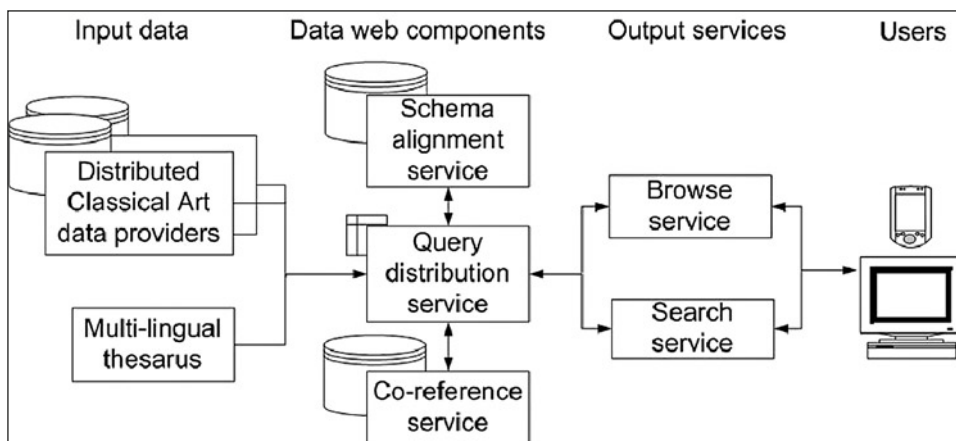 Input data
Data web components
Output services
Users
Distributed
Classical Art
data providers
Multi-lingual
thesarus
Schema
alignment
service
Query
distribution
service
Co-reference
service
Browse
service
Search
service